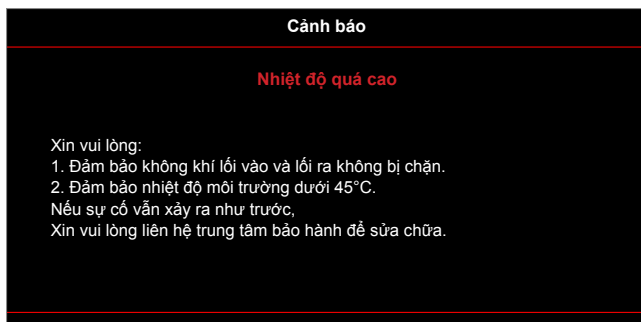 Cảnh báo
Nhiệt độ quá cao
Xin vui lòng:
1. Đảm bảo không khí lối vào và lối ra không bị chặn.
2. Đảm bảo nhiệt độ môi trường dưới 45°C.
Nếu sự cố vẫn xảy ra như trước,
Xin vui lòng liên hệ trung tâm bảo hành để sửa chữa.